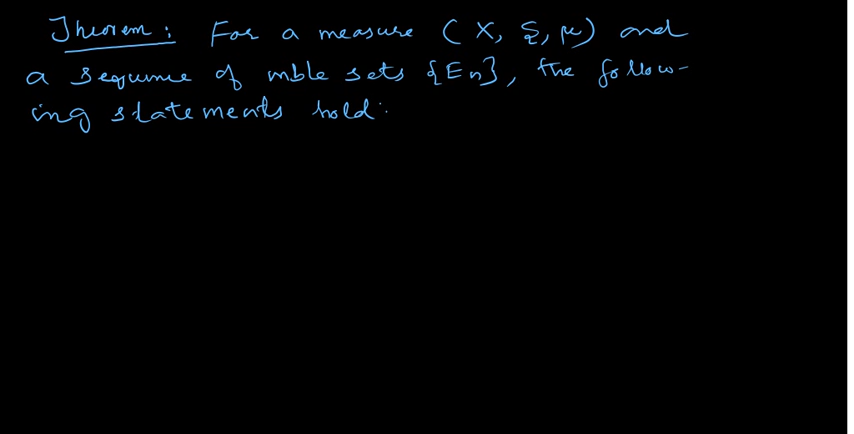 Theorem: For a measure (X, Σ, μ) and
a sequence of mble sets {En}, the follow-
ing statements hold: